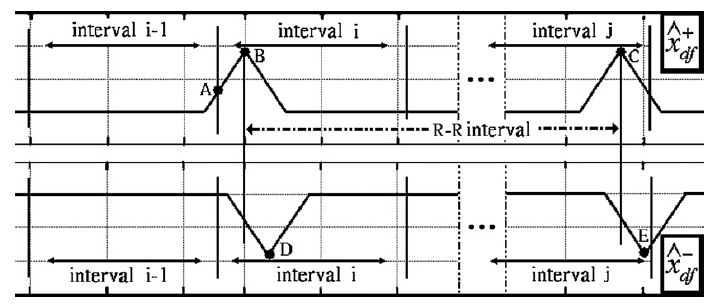 interval i-1 interval i interval j
x̂⁺df
A B C
R-R interval
D E
x̂⁻df
interval i-1 interval i interval j